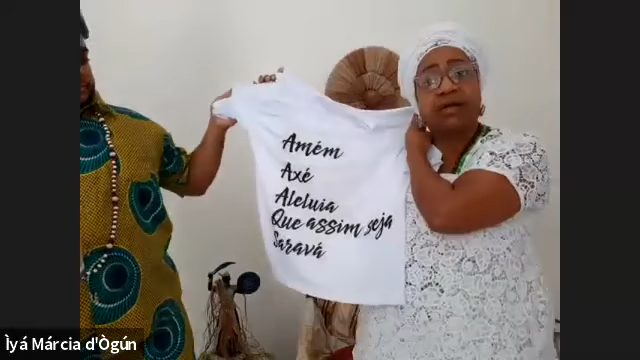 Amém
Axé
Aleluia
Que assim seja
Saravá
Ìyá Márcia d'Ògún